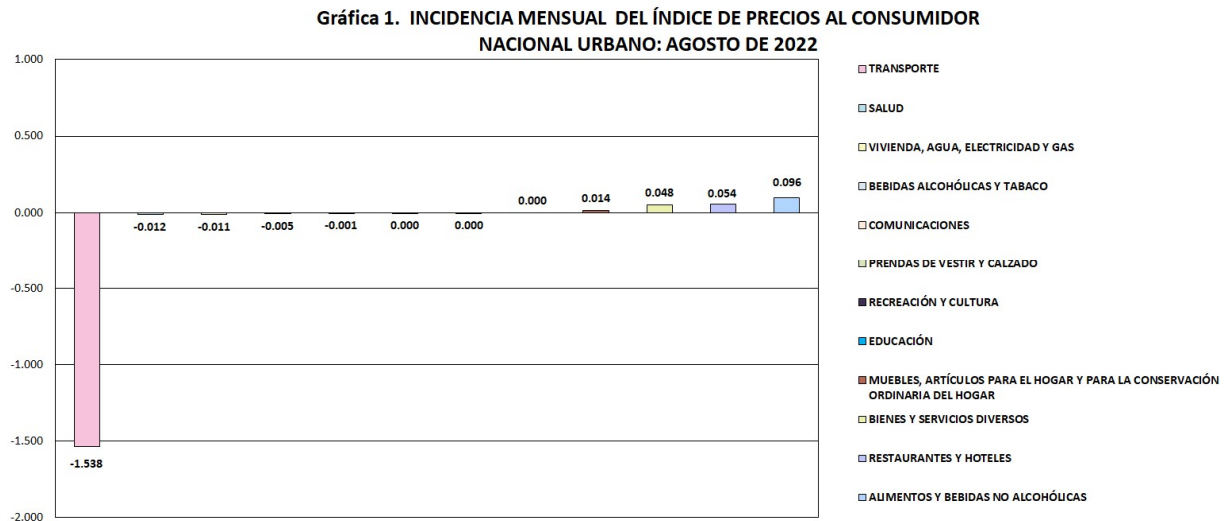 Gráfica 1. INCIDENCIA MENSUAL DEL ÍNDICE DE PRECIOS AL CONSUMIDOR
NACIONAL URBANO: AGOSTO DE 2022
1.000
0.500
0.000
-0.500
-1.000
-1.500
-2.000
-1.538
-0.012
-0.011
-0.005
-0.001
0.000
0.000
0.000
0.014
0.048
0.054
0.096
TRANSPORTE
SALUD
VIVIENDA, AGUA, ELECTRICIDAD Y GAS
BEBIDAS ALCOHÓLICAS Y TABACO
COMUNICACIONES
PRENDAS DE VESTIR Y CALZADO
RECREACIÓN Y CULTURA
EDUCACIÓN
MUEBLES, ARTÍCULOS PARA EL HOGAR Y PARA LA CONSERVACIÓN
ORDINARIA DEL HOGAR
BIENES Y SERVICIOS DIVERSOS
RESTAURANTES Y HOTELES
ALIMENTOS Y BEBIDAS NO ALCOHÓLICAS